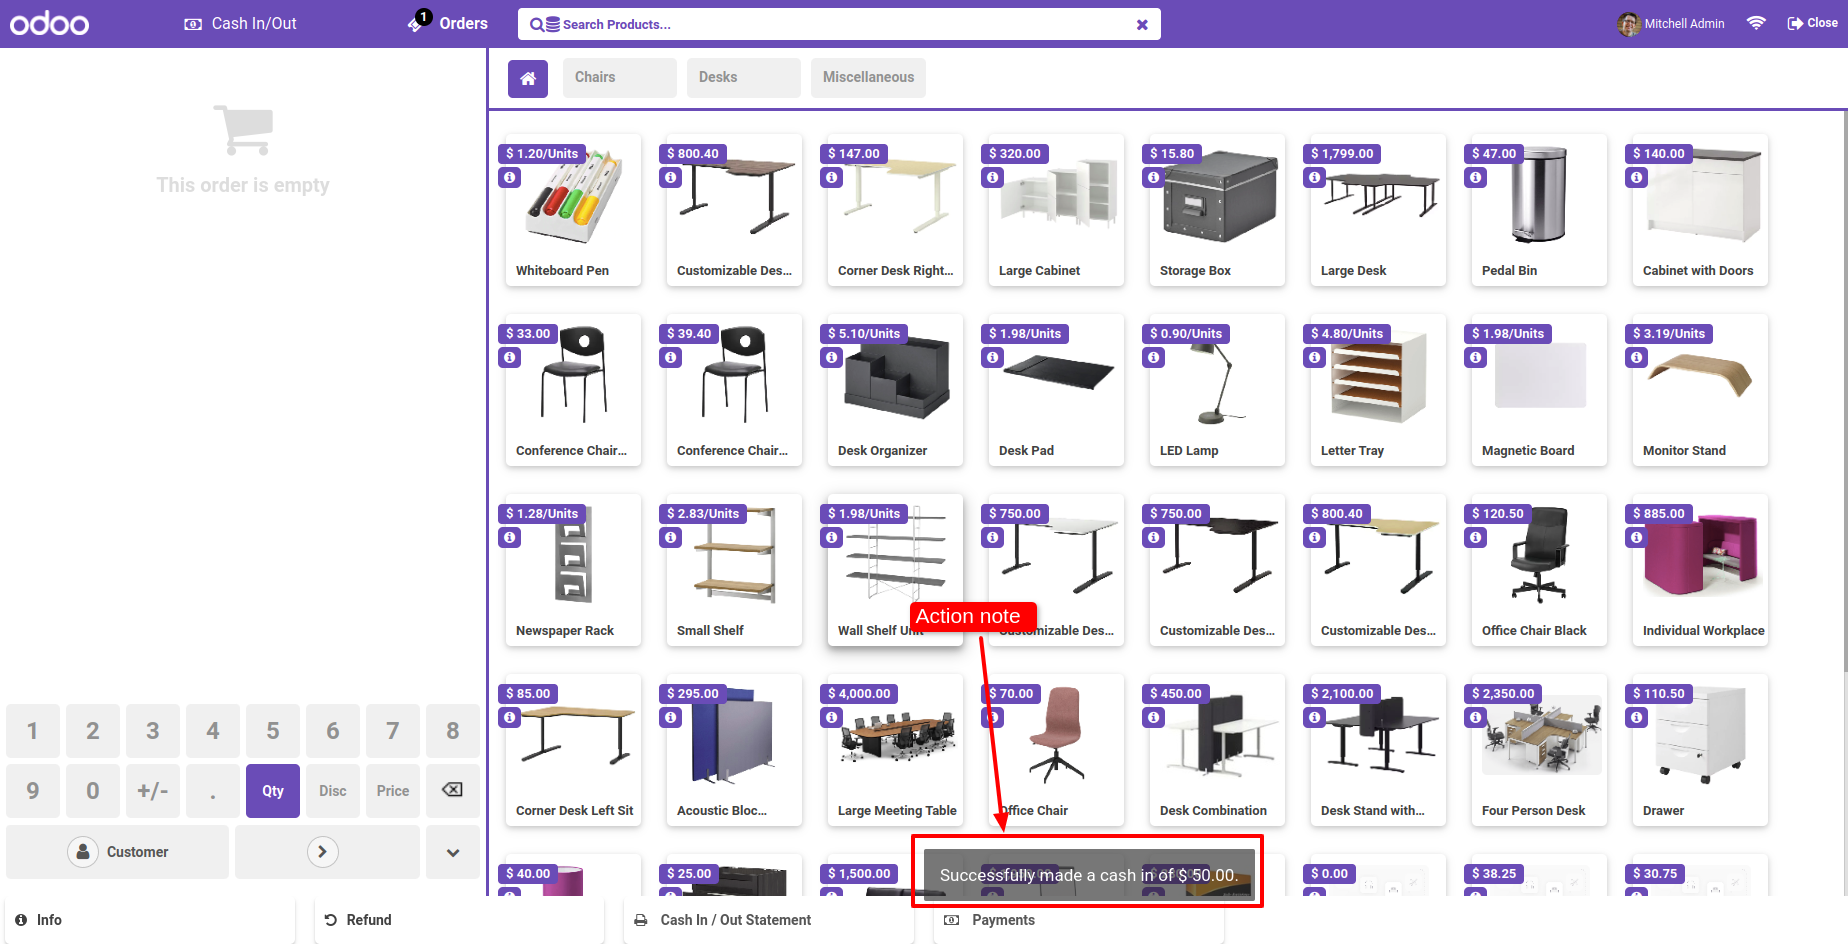 odoo
Cash In/Out
1
Orders
Search Products...
Mitchell Admin
Close
This order is empty
Chairs
Desks
Miscellaneous
$ 1.20/Units
$ 800.40
$ 147.00
$ 320.00
$ 15.80
$ 1,799.00
$ 47.00
$ 140.00
Whiteboard Pen
Customizable Des...
Corner Desk Right...
Large Cabinet
Storage Box
Large Desk
Pedal Bin
Cabinet with Doors
$ 33.00
$ 39.40
$ 5.10/Units
$ 1.98/Units
$ 0.90/Units
$ 4.80/Units
$ 1.98/Units
$ 3.19/Units
Conference Chair...
Conference Chair...
Desk Organizer
Desk Pad
LED Lamp
Letter Tray
Magnetic Board
Monitor Stand
$ 1.28/Units
$ 2.83/Units
$ 1.98/Units
$ 750.00
$ 750.00
$ 800.40
$ 120.50
$ 885.00
Action note
Newspaper Rack
Small Shelf
Wall Shelf Unit
Customizable Des...
Customizable Des...
Customizable Des...
Office Chair Black
Individual Workplace
$ 85.00
$ 295.00
$ 4,000.00
$ 70.00
$ 450.00
$ 2,100.00
$ 2,350.00
$ 110.50
Corner Desk Left Sit
Acoustic Bloc...
Large Meeting Table
Office Chair
Desk Combination
Desk Stand with...
Four Person Desk
Drawer
$ 40.00
$ 25.00
$ 1,500.00
Successfully made a cash in of $ 50.00.
$ 0.00
$ 38.25
$ 30.75
1 2 3 4 5 6 7 8
9 0 +/- . Qty Disc Price
Customer
Info
Refund
Cash In / Out Statement
Payments